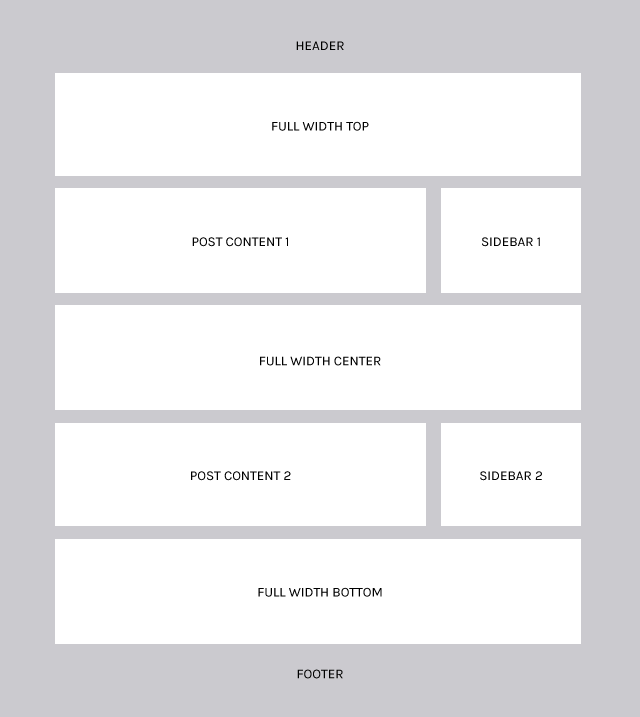 HEADER
FULL WIDTH TOP
POST CONTENT 1
SIDEBAR 1
FULL WIDTH CENTER
POST CONTENT 2
SIDEBAR 2
FULL WIDTH BOTTOM
FOOTER